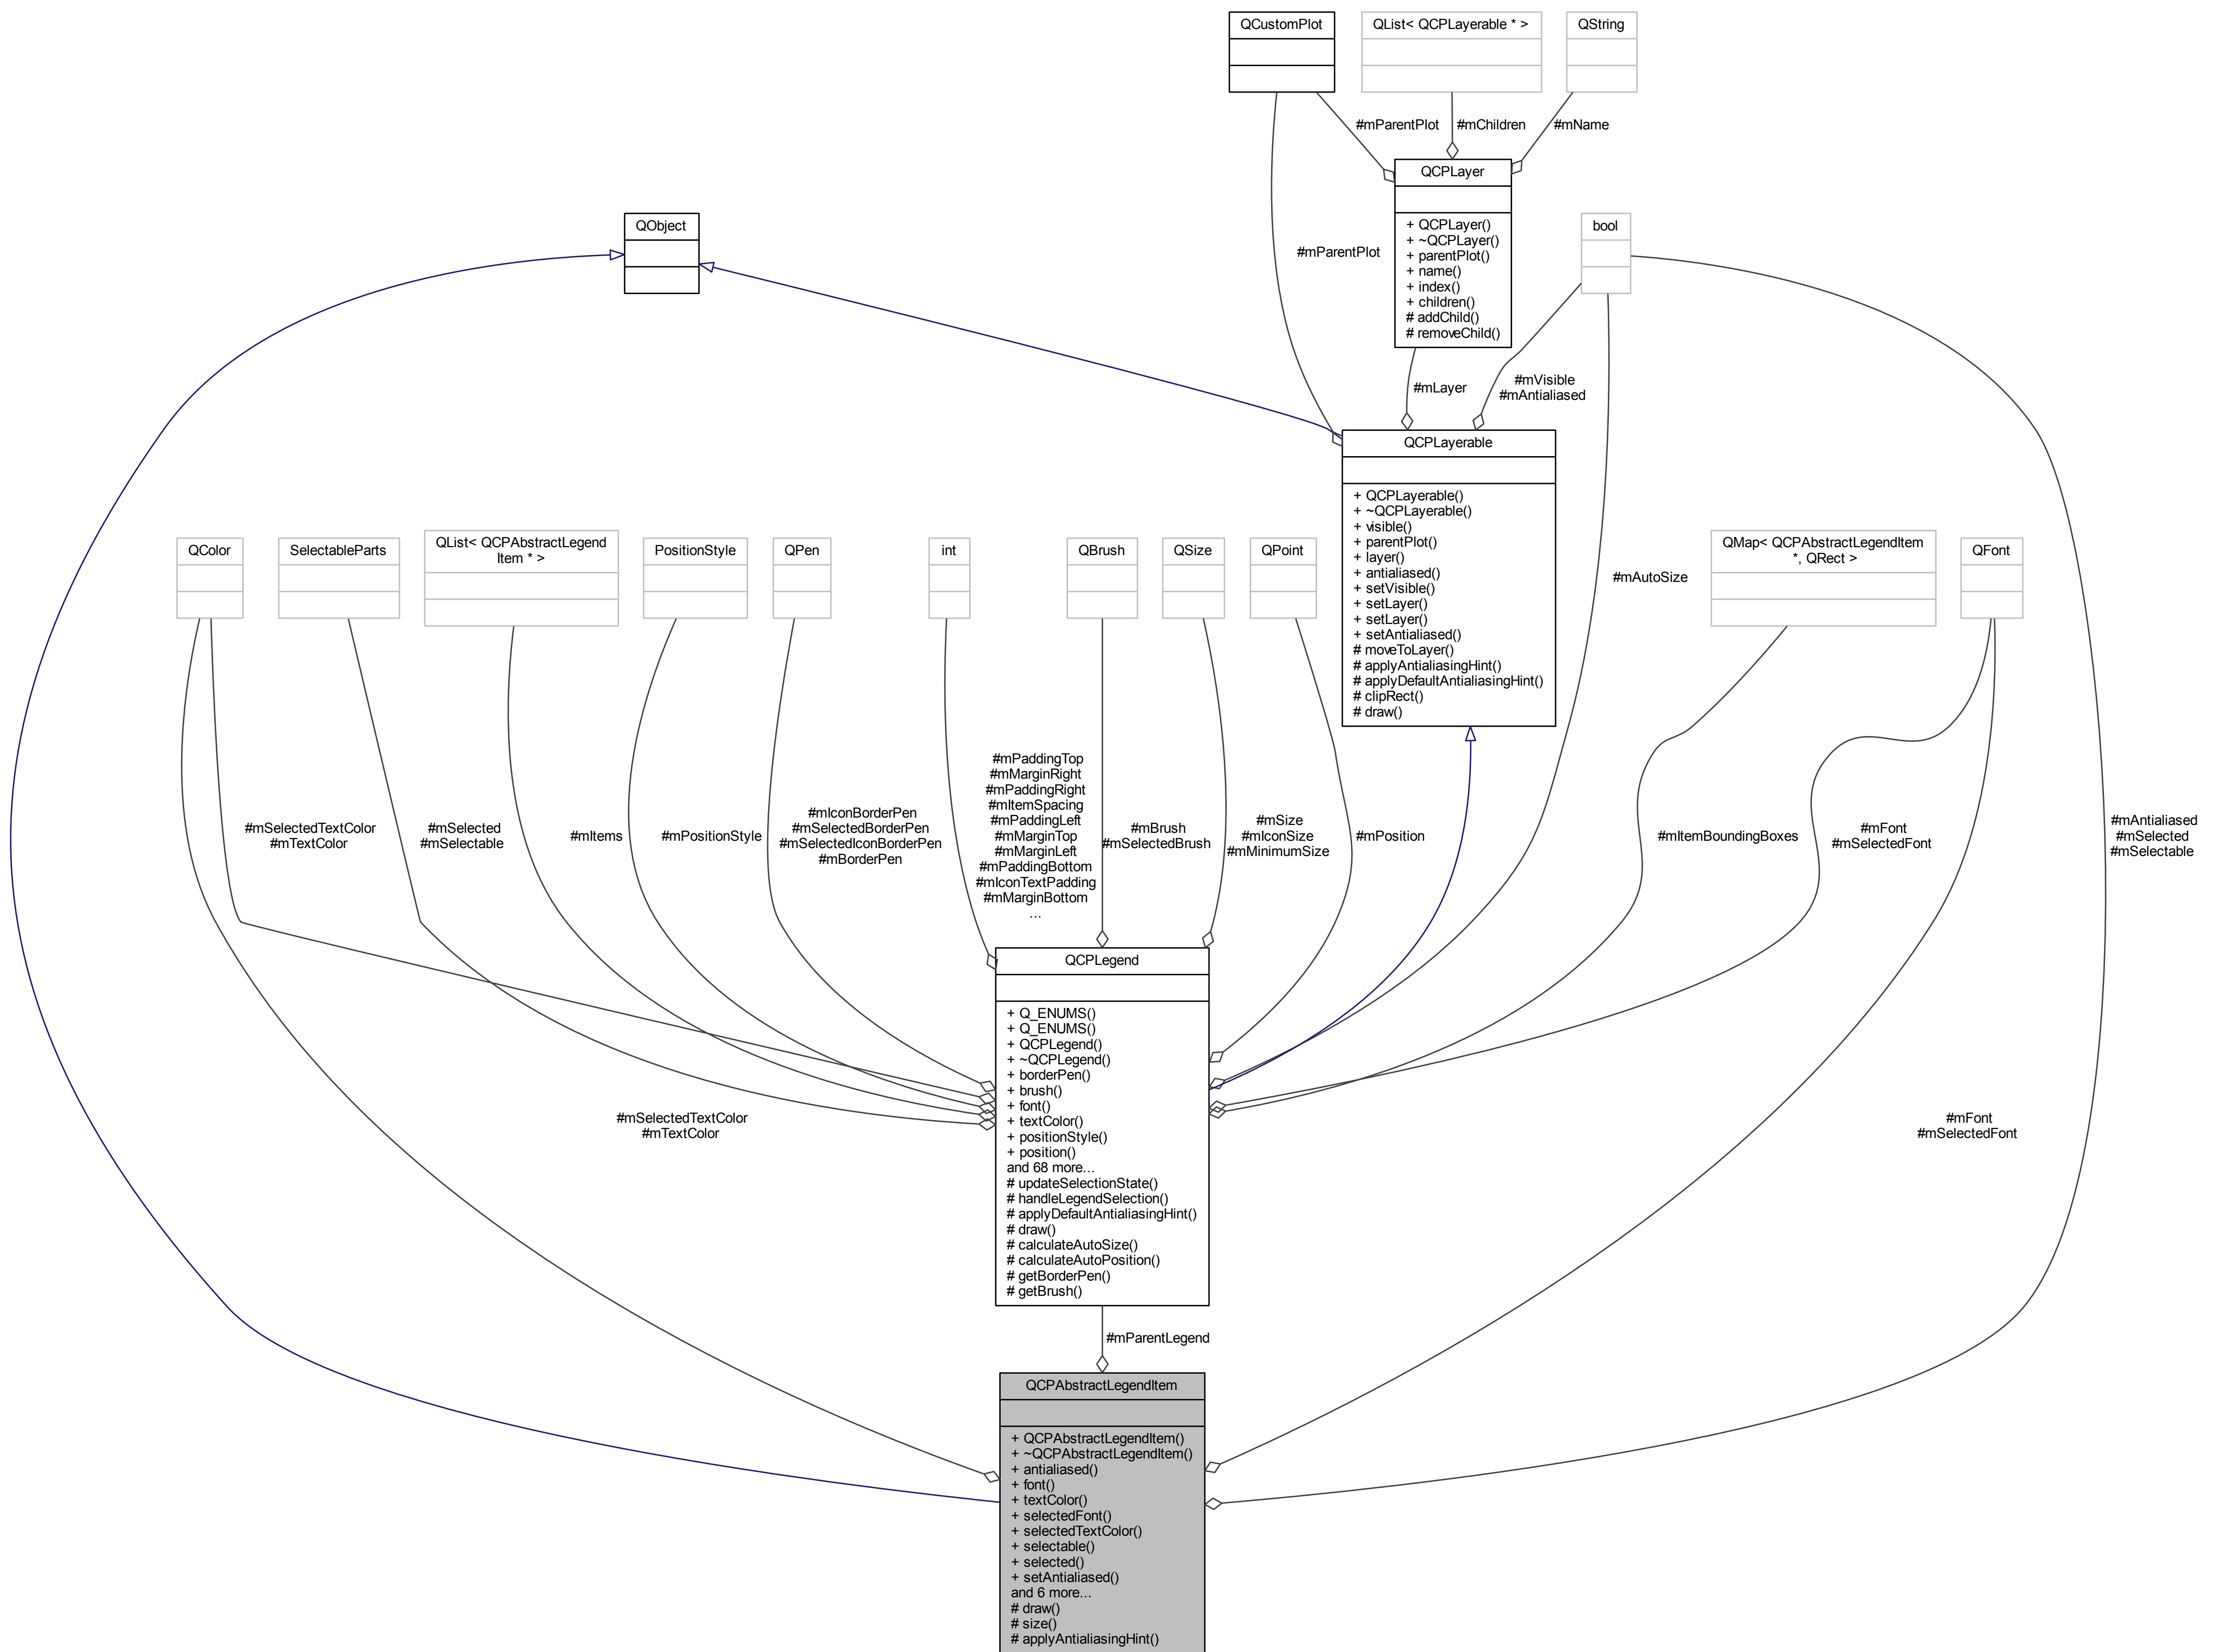 QCustomPlot
QList< QCPLayerable * >
QString
#mParentPlot
#mChildren
#mName
QCPLayer
+ QCPLayer()
+ ~QCPLayer()
+ parentPlot()
+ name()
+ index()
+ children()
# addChild()
# removeChild()
QObject
bool
#mParentPlot
#mLayer
#mVisible
#mAntialiased
QCPLayerable
+ QCPLayerable()
+ ~QCPLayerable()
+ visible()
+ parentPlot()
+ layer()
+ antialiased()
+ setVisible()
+ setLayer()
+ setLayer()
+ setAntialiased()
# moveToLayer()
# applyAntialiasingHint()
# applyDefaultAntialiasingHint()
# clipRect()
# draw()
QColor
SelectableParts
QList< QCPAbstractLegend
Item * >
PositionStyle
QPen
int
QBrush
QSize
QPoint
#mAutoSize
QMap< QCPAbstractLegendItem
*, QRect >
QFont
#mSelectedTextColor
#mTextColor
#mSelected
#mSelectable
#mItems
#mPositionStyle
#mIconBorderPen
#mSelectedBorderPen
#mSelectedIconBorderPen
#mBorderPen
#mPaddingTop
#mMarginRight
#mPaddingRight
#mItemSpacing
#mPaddingLeft
#mMarginTop
#mMarginLeft
#mPaddingBottom
#mIconTextPadding
#mMarginBottom
...
#mBrush
#mSelectedBrush
#mSize
#mIconSize
#mMinimumSize
#mPosition
#mItemBoundingBoxes
#mFont
#mSelectedFont
#mAntialiased
#mSelected
#mSelectable
QCPLegend
+ Q_ENUMS()
+ Q_ENUMS()
+ QCPLegend()
+ ~QCPLegend()
+ borderPen()
+ brush()
+ font()
+ textColor()
+ positionStyle()
+ position()
and 68 more...
# updateSelectionState()
# handleLegendSelection()
# applyDefaultAntialiasingHint()
# draw()
# calculateAutoSize()
# calculateAutoPosition()
# getBorderPen()
# getBrush()
#mSelectedTextColor
#mTextColor
#mFont
#mSelectedFont
#mParentLegend
QCPAbstractLegendItem
+ QCPAbstractLegendItem()
+ ~QCPAbstractLegendItem()
+ antialiased()
+ font()
+ textColor()
+ selectedFont()
+ selectedTextColor()
+ selectable()
+ selected()
+ setAntialiased()
and 6 more...
# draw()
# size()
# applyAntialiasingHint()